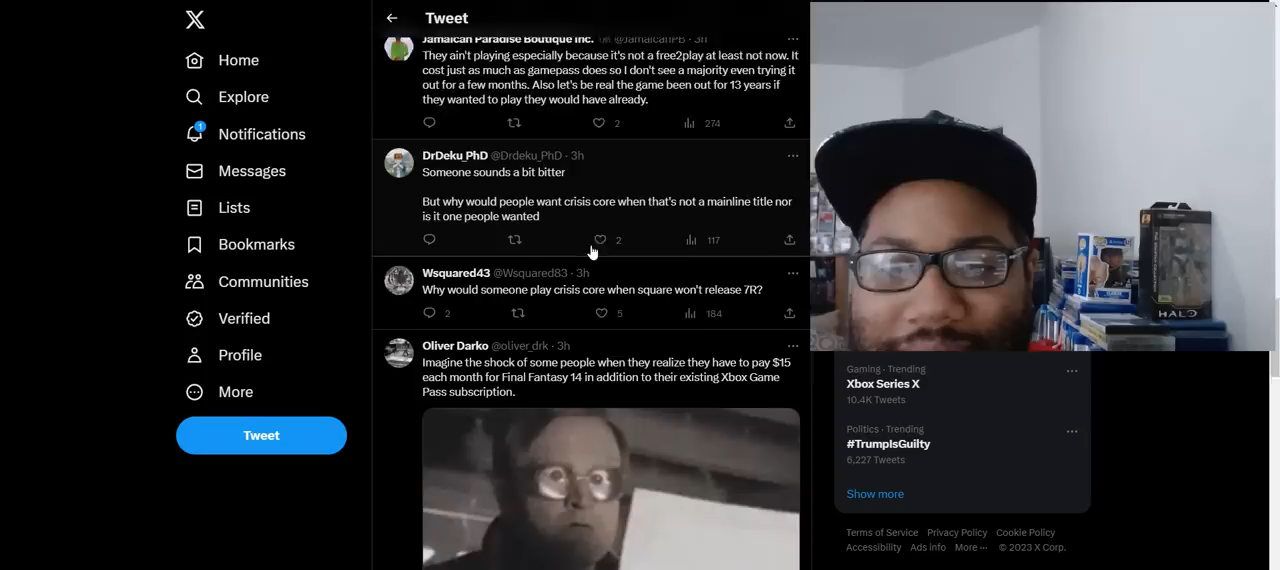 X
Home
Explore
1
Notifications
Messages
Lists
Bookmarks
Communities
Verified
Profile
More
Tweet
Tweet
Jamaican Paradise Boutique Inc. @JamaicanPB · 3h
They ain't playing especially because it's not a free2play at least not now. It
cost just as much as gamepass does so I don't see a majority even trying it
out for a few months. Also let's be real the game been out for 13 years if
they wanted to play they would have already.
2 274
DrDeku_PhD @Drdeku_PhD · 3h
Someone sounds a bit bitter
But why would people want crisis core when that's not a mainline title nor
is it one people wanted
2 117
Wsquared43 @Wsquared83 · 3h
Why would someone play crisis core when square won't release 7R?
2 5 184
Oliver Darko @oliver_drk · 3h
Imagine the shock of some people when they realize they have to pay $15
each month for Final Fantasy 14 in addition to their existing Xbox Game
Pass subscription.
HALO
Gaming · Trending
Xbox Series X
10.4K Tweets
Politics · Trending
#TrumpIsGuilty
6,227 Tweets
Show more
Terms of Service Privacy Policy Cookie Policy
Accessibility Ads info More ··· © 2023 X Corp.